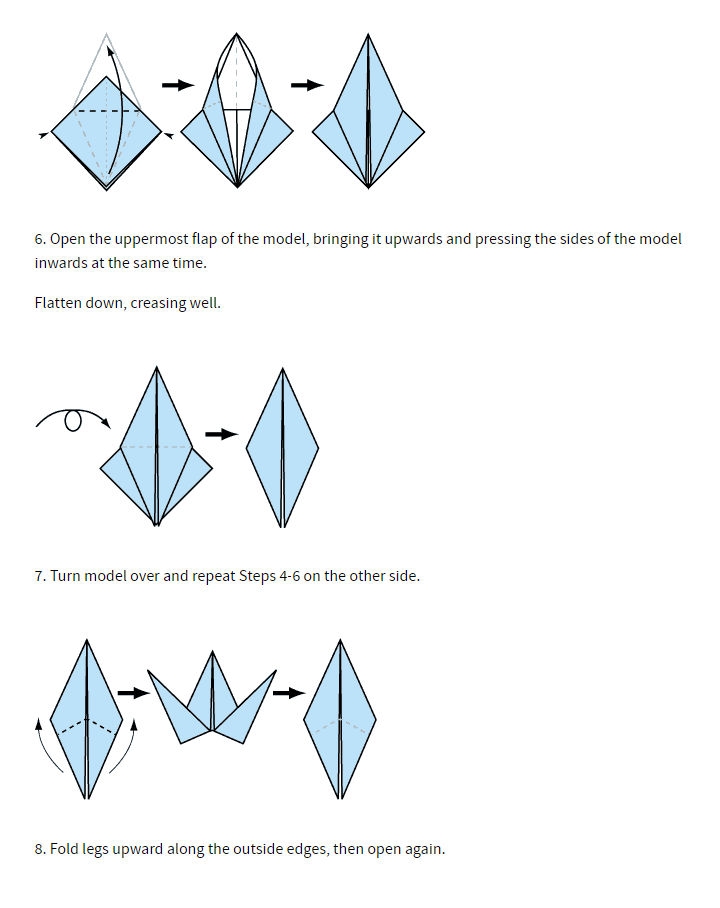 6. Open the uppermost flap of the model, bringing it upwards and pressing the sides of the model
inwards at the same time.
Flatten down, creasing well.
7. Turn model over and repeat Steps 4-6 on the other side.
8. Fold legs upward along the outside edges, then open again.